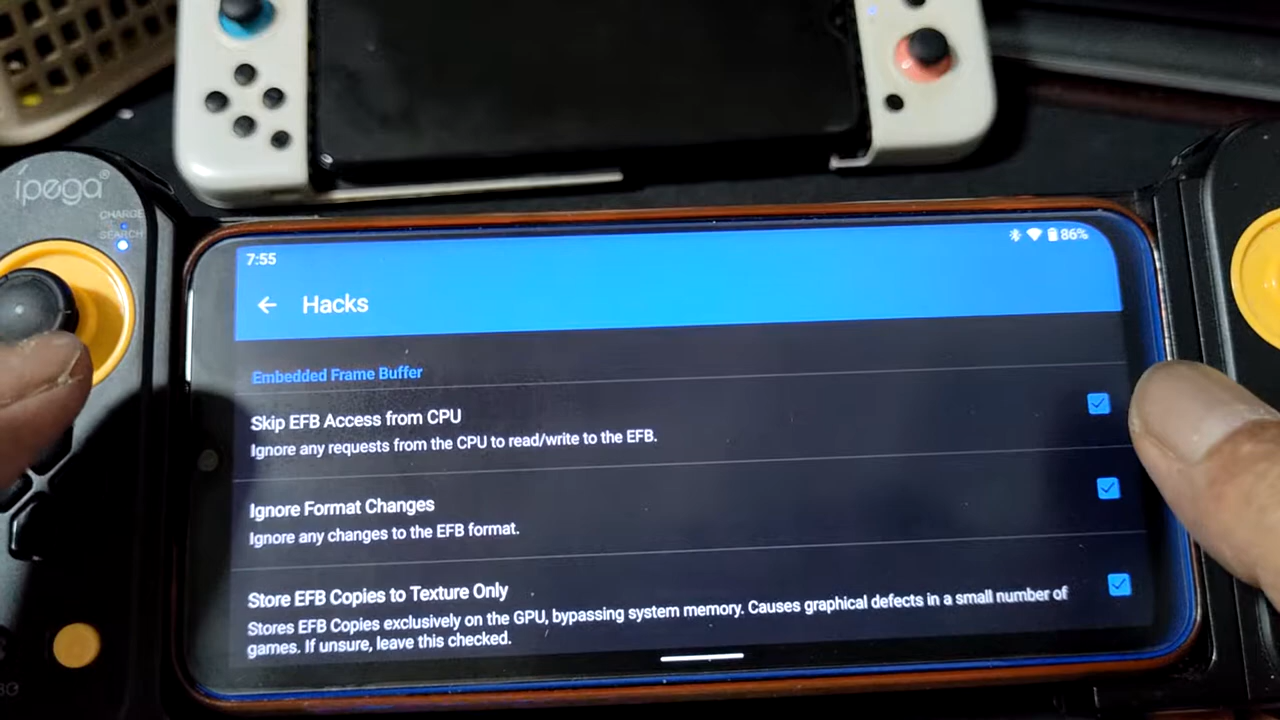 ipega®
CHARGE
SEARCH
7:55
86%
Hacks
Embedded Frame Buffer
Skip EFB Access from CPU
Ignore any requests from the CPU to read/write to the EFB.
Ignore Format Changes
Ignore any changes to the EFB format.
Store EFB Copies to Texture Only
Stores EFB Copies exclusively on the GPU, bypassing system memory. Causes graphical defects in a small number of
games. If unsure, leave this checked.